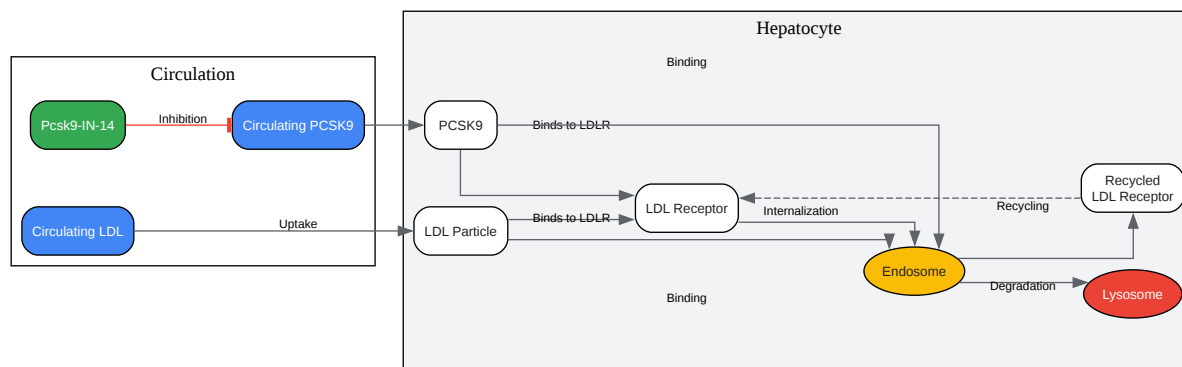 Hepatocyte
Circulation
Binding
Pcsk9-IN-14
Inhibition
Circulating PCSK9
PCSK9
Binds to LDLR
Recycled
LDL Receptor
LDL Receptor
Recycling
Internalization
Binds to LDLR
Circulating LDL
Uptake
LDL Particle
Endosome
Degradation
Lysosome
Binding